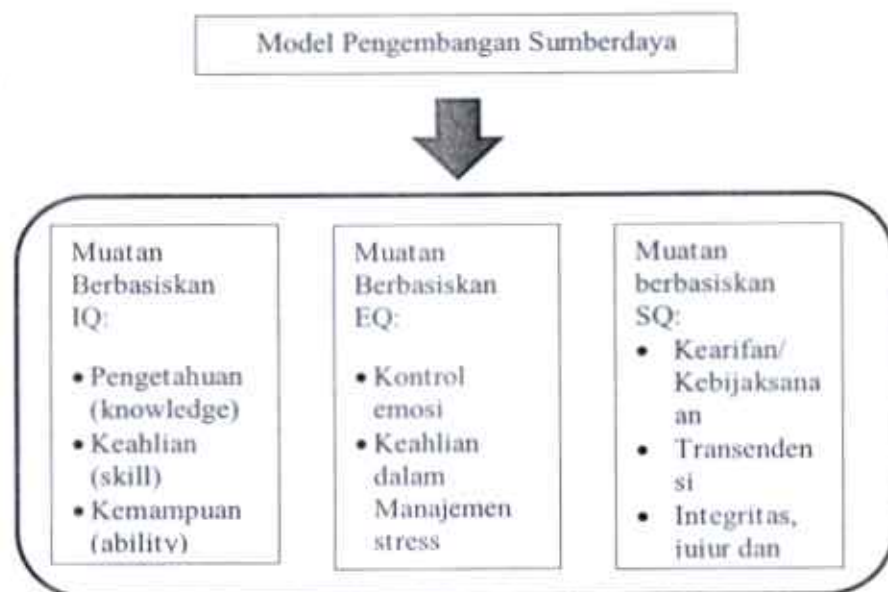 Model Pengembangan Sumberdaya
Muatan
Berbasiskan
IQ:
• Pengetahuan
(knowledge)
• Keahlian
(skill)
• Kemampuan
(ability)
Muatan
Berbasiskan
EQ:
• Kontrol
emosi
• Keahlian
dalam
Manajemen
stress
Muatan
berbasiskan
SQ:
• Kearifan/
Kebijaksana
an
• Transenden
si
• Integritas,
jujur dan